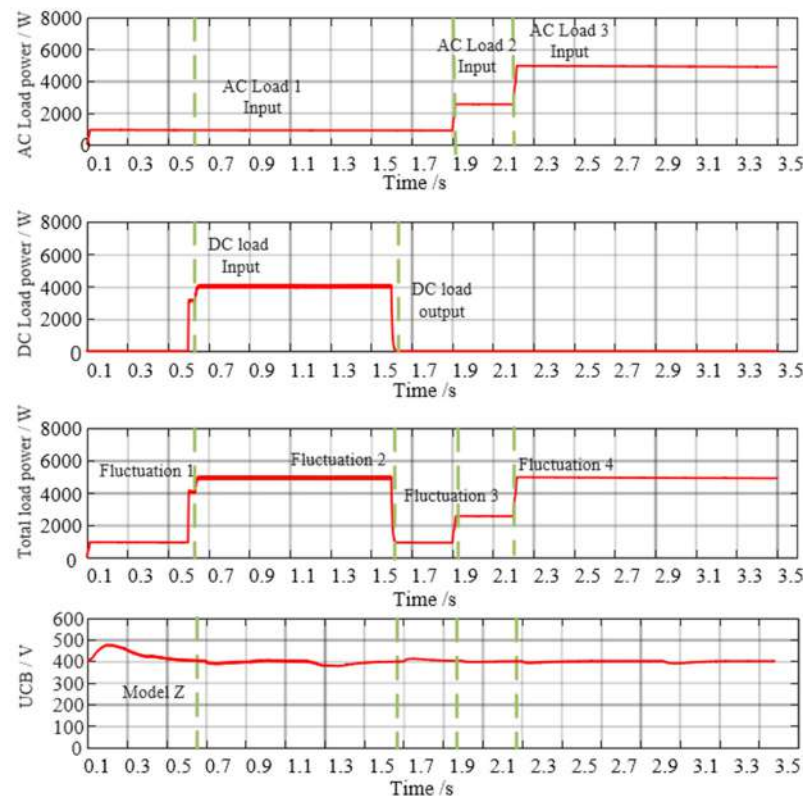 AC Load power / W
8000
6000
4000
2000
0
AC Load 1
Input
AC Load 2
Input
AC Load 3
Input
0.1 0.3 0.5 0.7 0.9 1.1 1.3 1.5 1.7 1.9 2.1 2.3 2.5 2.7 2.9 3.1 3.3 3.5
Time /s
DC Load power / W
8000
6000
4000
2000
0
DC load
Input
DC load
output
0.1 0.3 0.5 0.7 0.9 1.1 1.3 1.5 1.7 1.9 2.1 2.3 2.5 2.7 2.9 3.1 3.3 3.5
Time /s
Total load power / W
8000
6000
4000
2000
0
Fluctuation 1
Fluctuation 2
Fluctuation 3
Fluctuation 4
0.1 0.3 0.5 0.7 0.9 1.1 1.3 1.5 1.7 1.9 2.1 2.3 2.5 2.7 2.9 3.1 3.3 3.5
Time /s
UCB / V
600
500
400
300
200
100
0
Model Z
0.1 0.3 0.5 0.7 0.9 1.1 1.3 1.5 1.7 1.9 2.1 2.3 2.5 2.7 2.9 3.1 3.3 3.5
Time /s